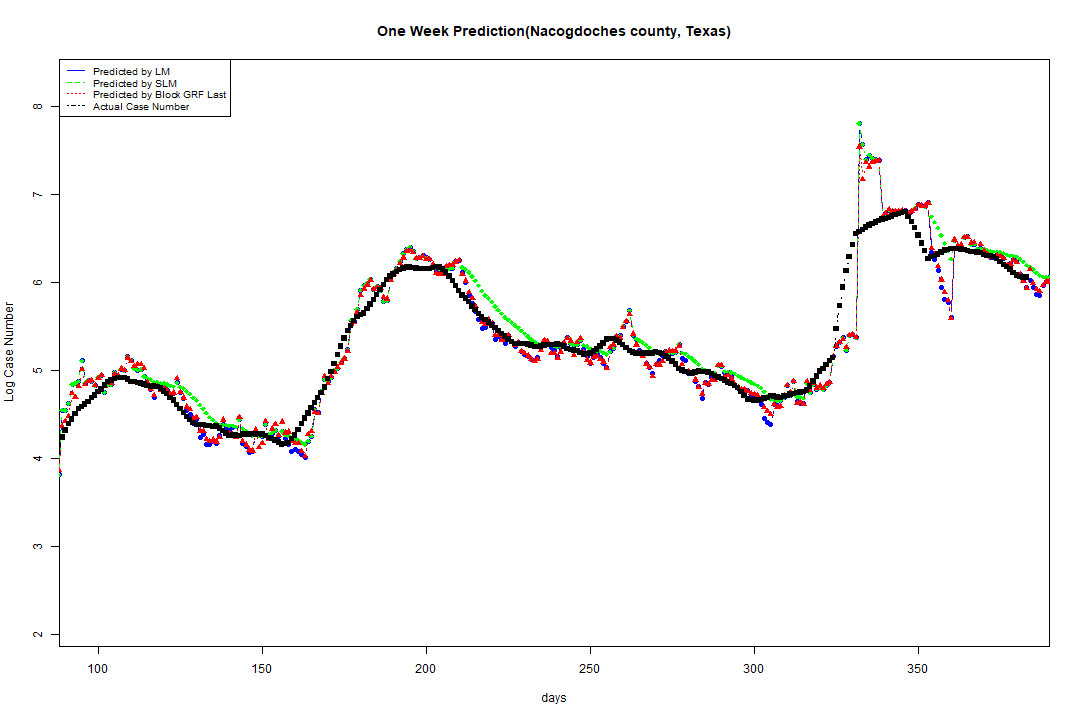 One Week Prediction(Nacogdoches county, Texas)
Predicted by LM
Predicted by SLM
Predicted by Block GRF Last
Actual Case Number
Log Case Number
8
7
6
5
4
3
2
100 150 200 250 300 350
days